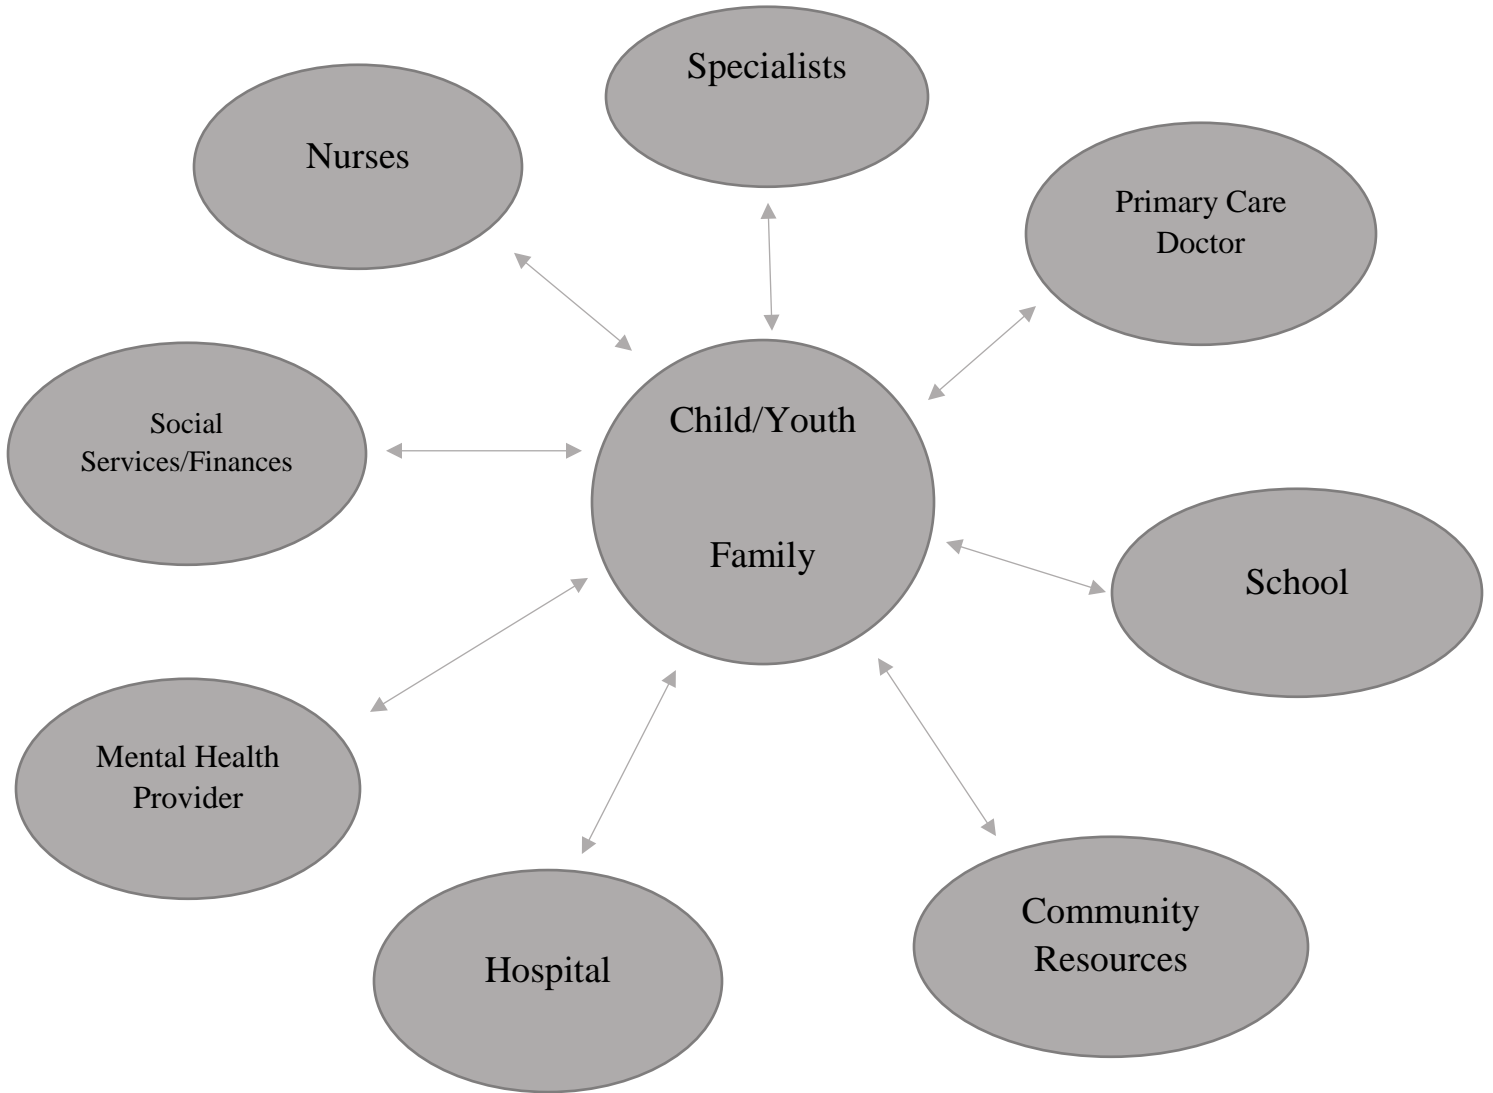 Specialists
Nurses
Primary Care
Doctor
Child/Youth
Family
Social
Services/Finances
School
Mental Health
Provider
Community
Resources
Hospital